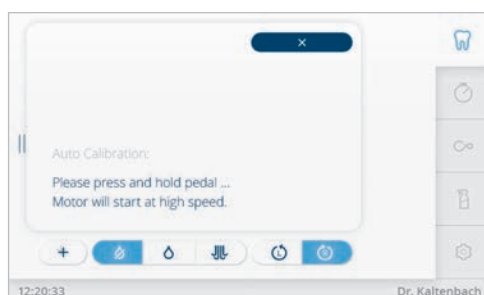 ×
Auto Calibration:
Please press and hold pedal ...
Motor will start at high speed.
+
12:20:33
Dr. Kaltenbach